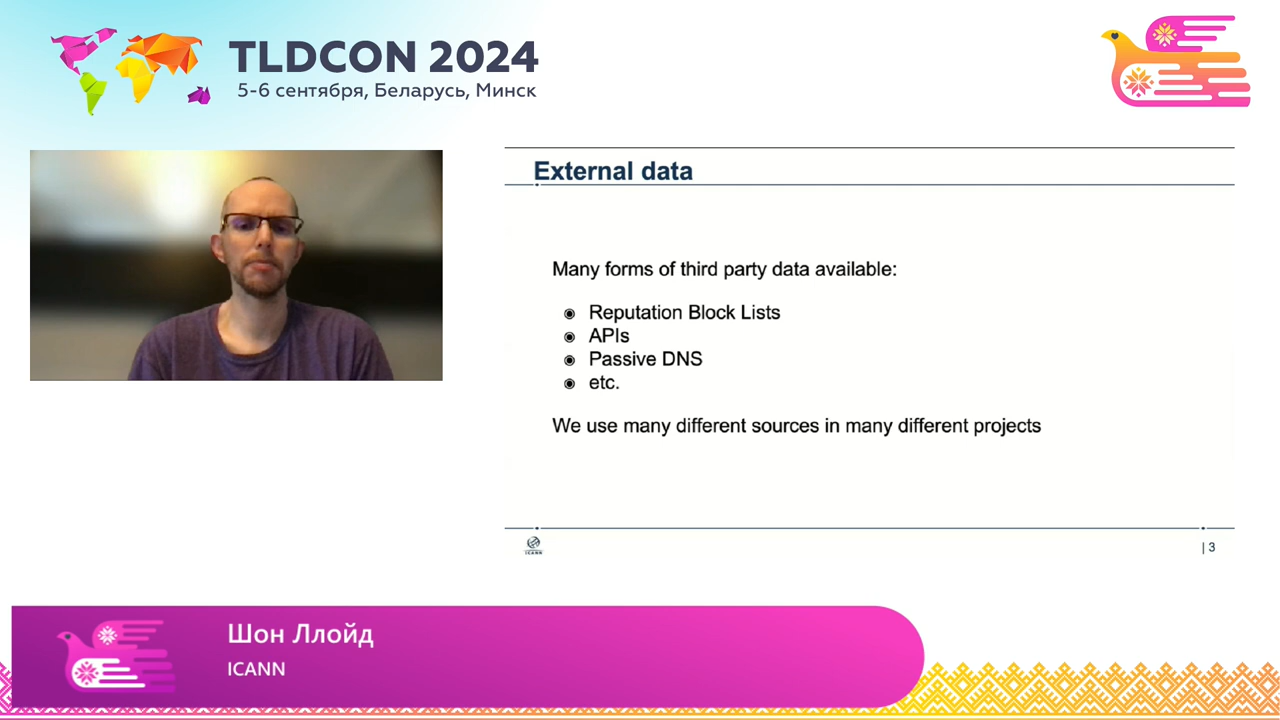 TLDCON 2024
5-6 сентября, Беларусь, Минск
External data
Many forms of third party data available:
Reputation Block Lists
APIs
Passive DNS
etc.
We use many different sources in many different projects
ICANN
| 3
Шон Ллойд
ICANN